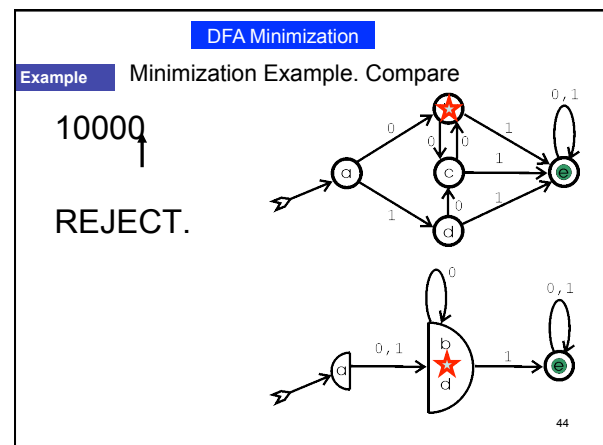 DFA Minimization
Example
Minimization Example. Compare
10000
REJECT.
0,1
0
1
0
0
a
c
1
e
1
0
1
d
0
0,1
b
0,1
a
1
e
d
44